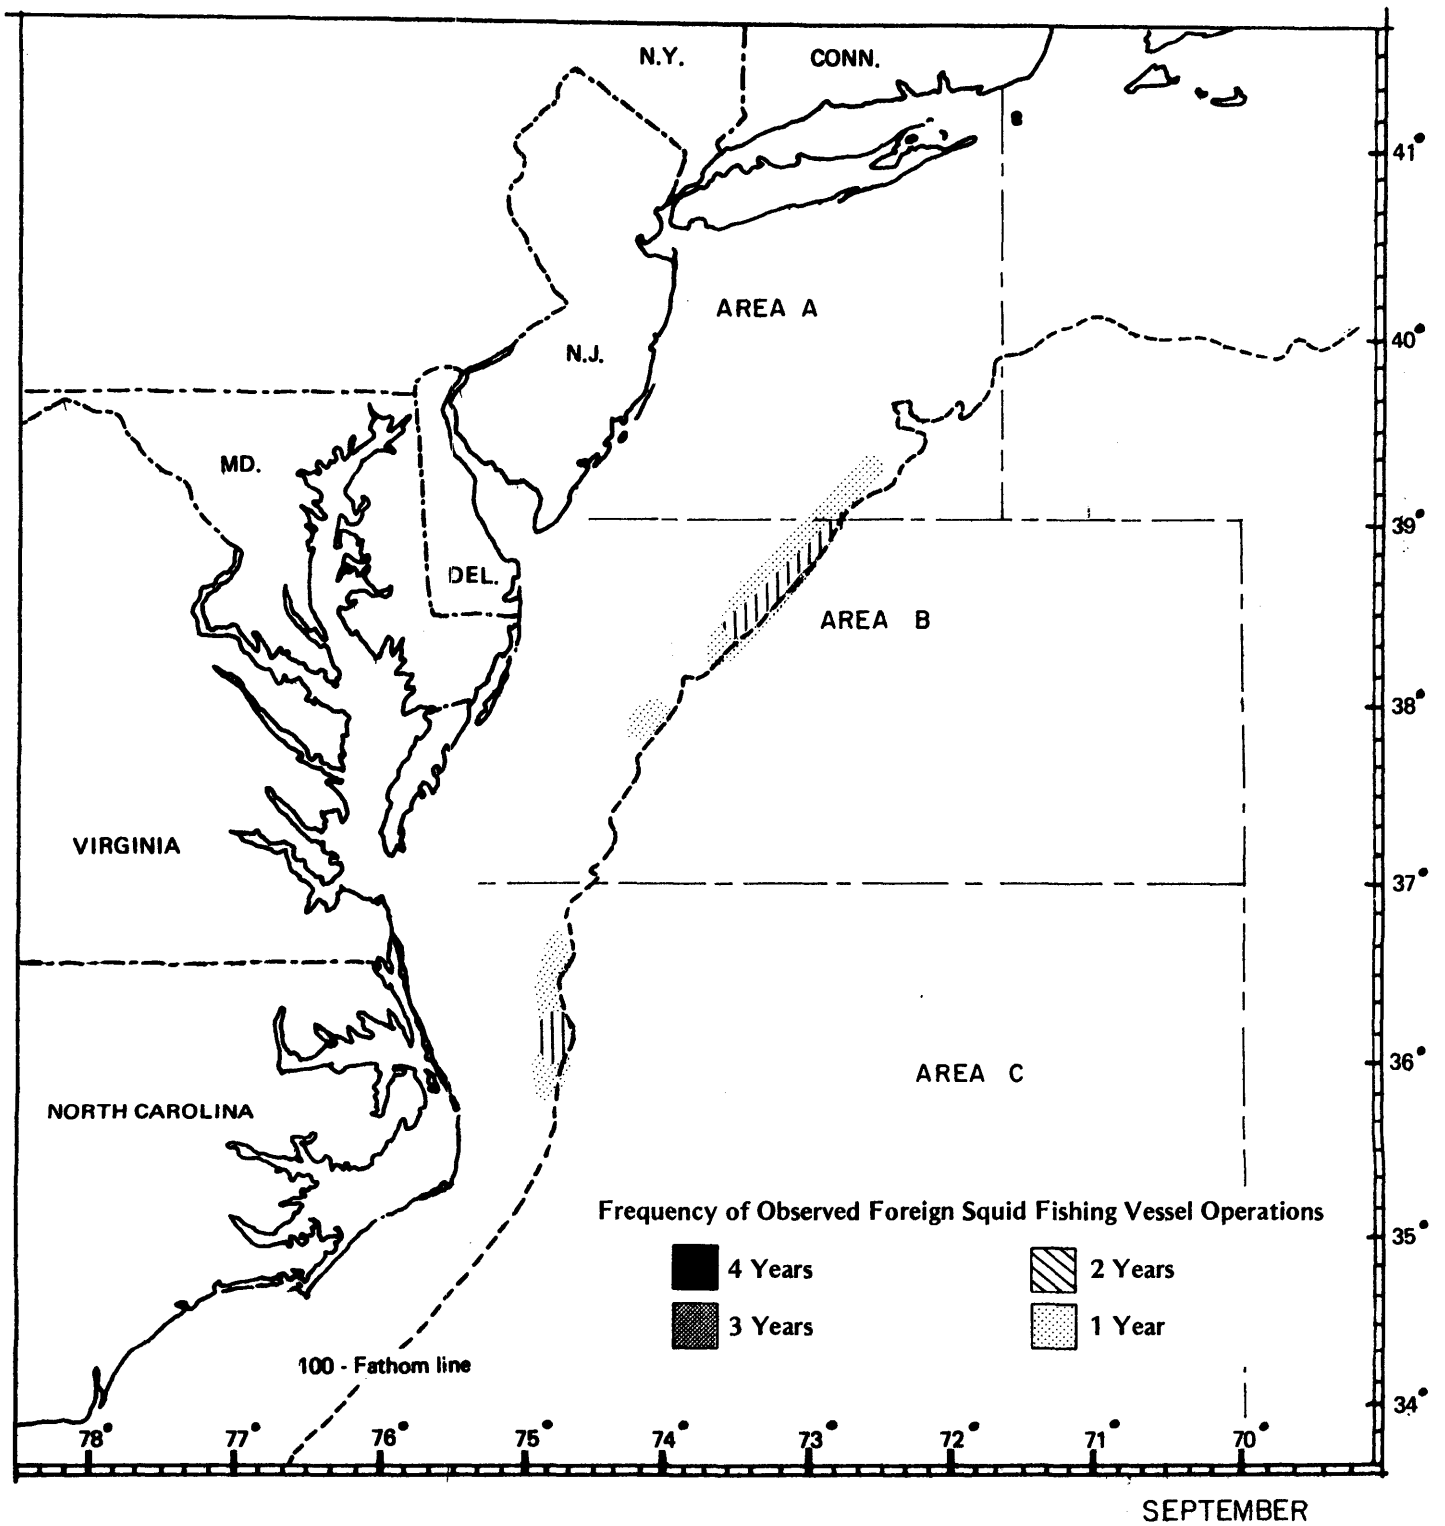 N.Y. CONN.
41°
AREA A
N.J.
40°
MD.
39°
DEL.
AREA B
38°
VIRGINIA
37°
36°
AREA C
NORTH CAROLINA
Frequency of Observed Foreign Squid Fishing Vessel Operations
35°
4 Years 2 Years
3 Years 1 Year
100 - Fathom line
34°
78° 77° 76° 75° 74° 73° 72° 71° 70°
SEPTEMBER